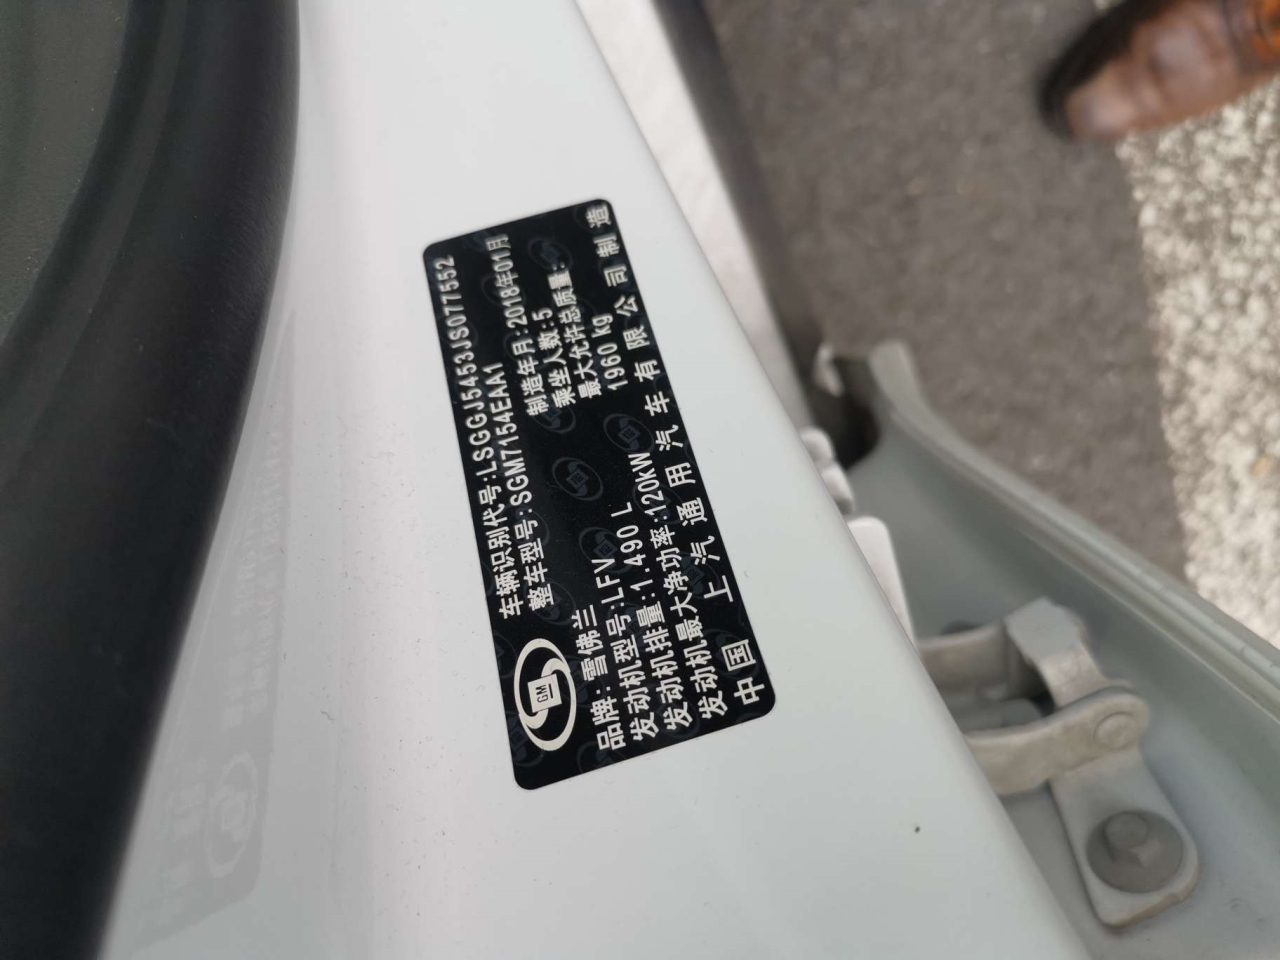 车辆识别代号:LSGGJ5453JS077552
整车型号:SGM7154EAA1
GM
品牌:雪佛兰
制造年月:2018年01月
发动机型号:LFV
乘坐人数:5
发动机排量:1.490 L
最大允许总质量:
发动机最大净功率:120kW
1960 kg
中国 上汽通用汽车有限公司制造